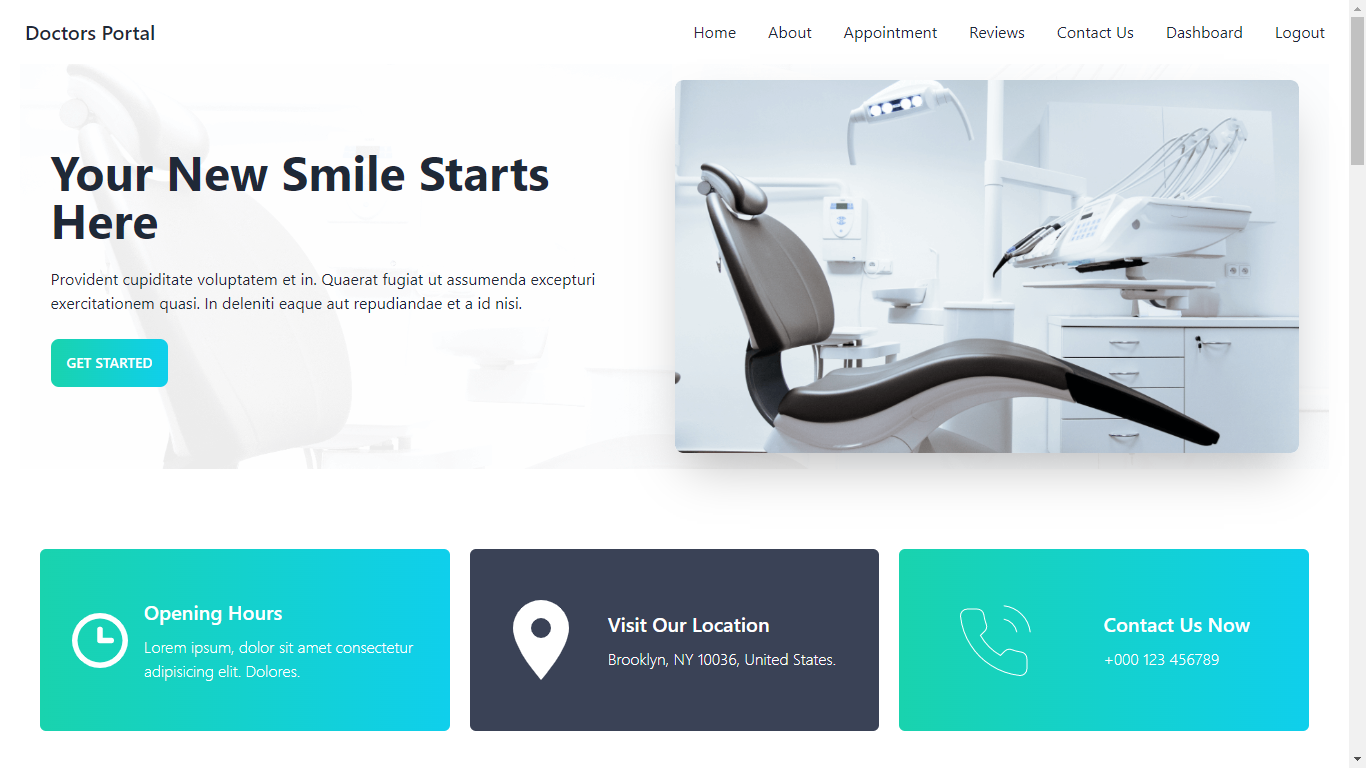 Doctors Portal
Home About Appointment Reviews Contact Us Dashboard Logout
Your New Smile Starts
Here
Provident cupiditate voluptatem et in. Quaerat fugiat ut assumenda excepturi
exercitationem quasi. In deleniti eaque aut repudiandae et a id nisi.
GET STARTED
Opening Hours
Lorem ipsum, dolor sit amet consectetur
adipisicing elit. Dolores.
Visit Our Location
Brooklyn, NY 10036, United States.
Contact Us Now
+000 123 456789